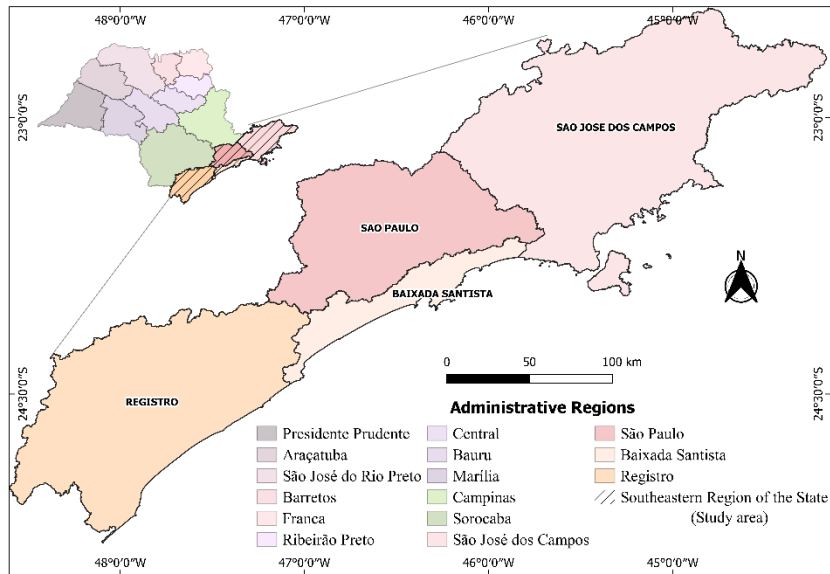 48°0'0"W 47°0'0"W 46°0'0"W 45°0'0"W
23°0'0"S
23°0'0"S
SAO JOSE DOS CAMPOS
SAO PAULO
N
BAIXADA SANTISTA
0 50 100 km
24°30'0"S
24°30'0"S
REGISTRO
Administrative Regions
Presidente Prudente
Araçatuba
São José do Rio Preto
Barretos
Franca
Ribeirão Preto
Central
Bauru
Marília
Campinas
Sorocaba
São José dos Campos
São Paulo
Baixada Santista
Registro
Southeastern Region of the State
(Study area)
48°0'0"W 47°0'0"W 46°0'0"W 45°0'0"W